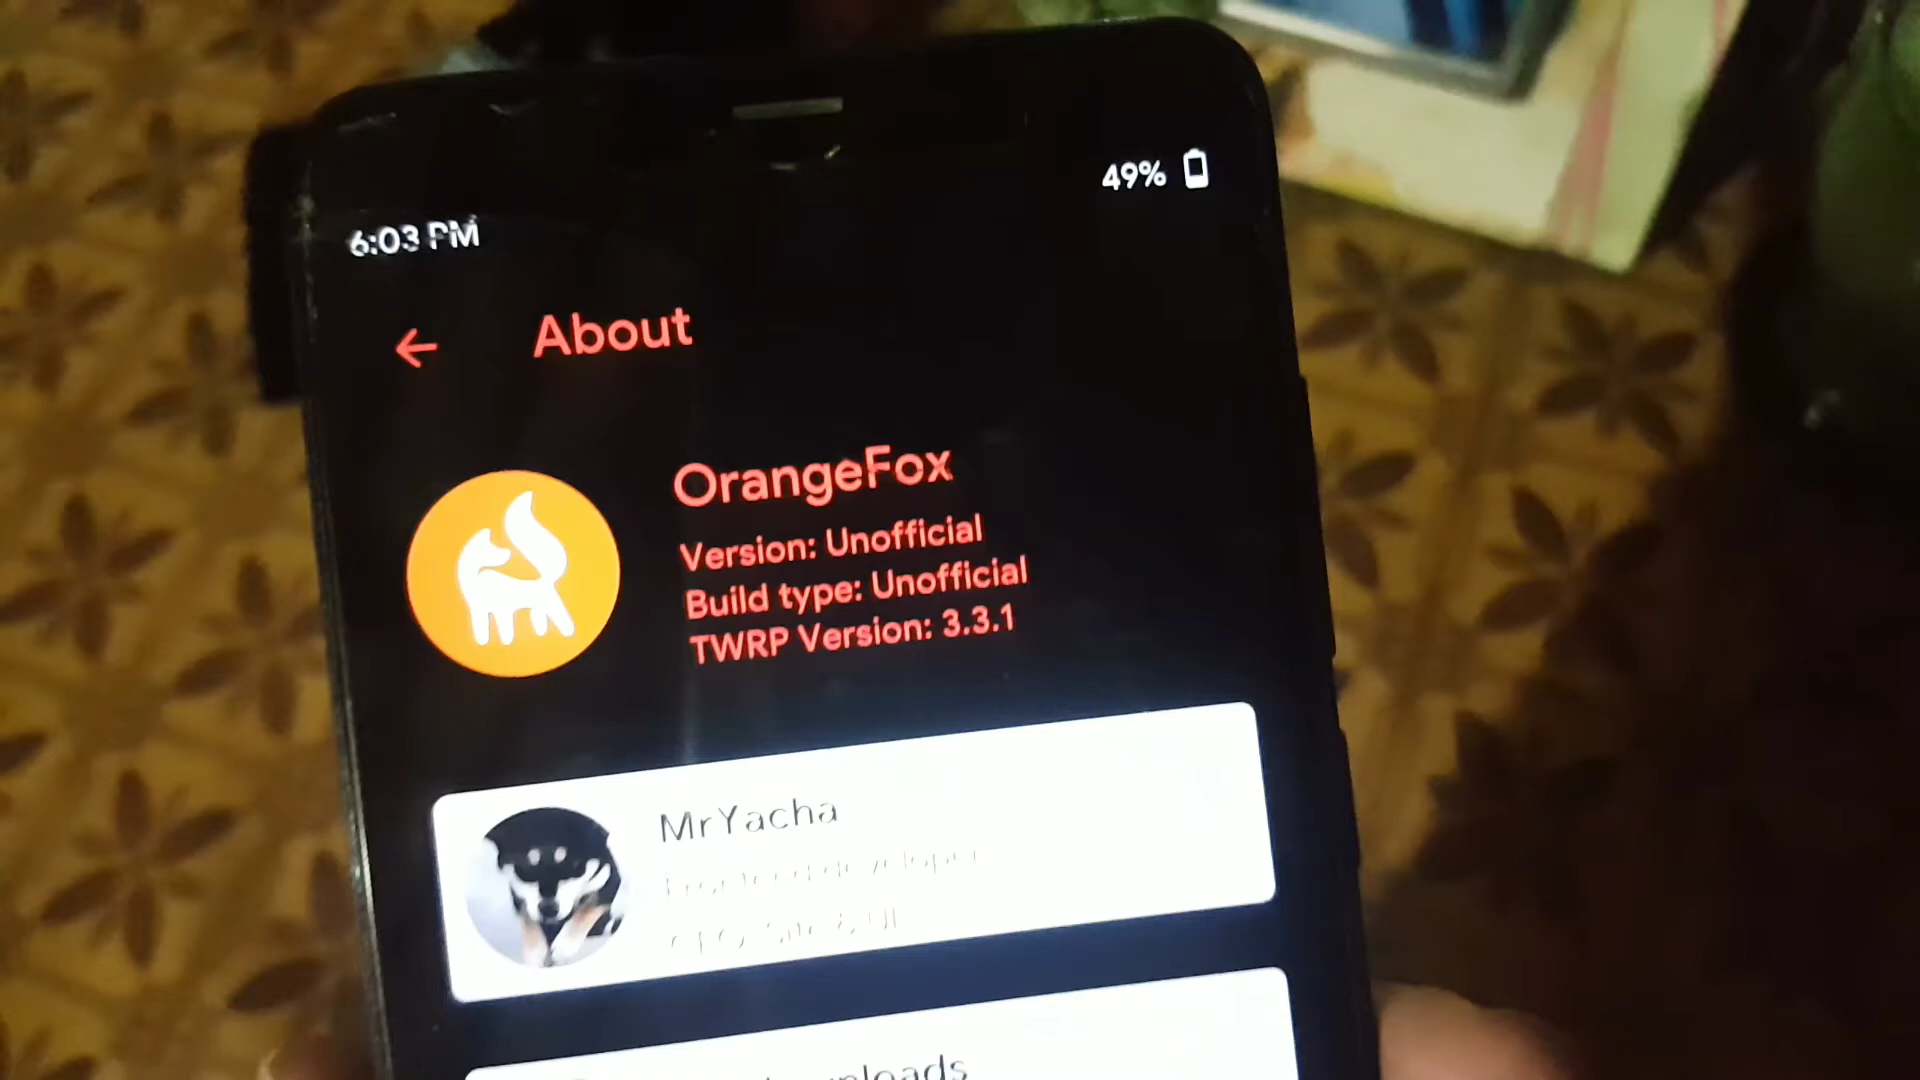 49%
6:03 PM
About
OrangeFox
Version: Unofficial
Build type: Unofficial
TWRP Version: 3.3.1
MrYacha